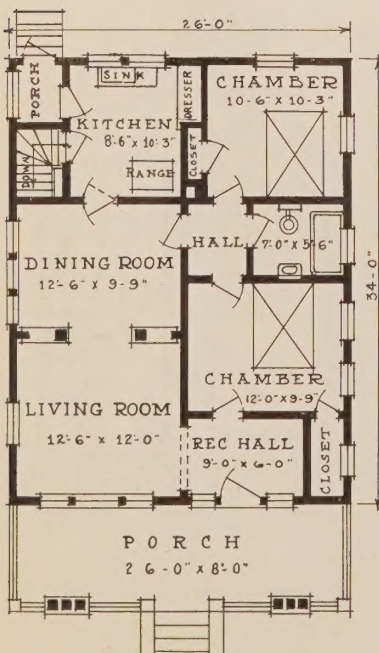 26'-0"
PORCH
SINK
DRESSER
CHAMBER
10'-6" X 10'-3"
KITCHEN
8'-6" X 10'-3"
CLOSET
RANGE
DOWN
HALL
7'-0" X 5'-6"
DINING ROOM
12'-6" X 9'-9"
34'-0"
CHAMBER
12'-0" X 9'-9"
LIVING ROOM
12'-6" X 12'-0"
REC HALL
9'-0" X 6'-0"
CLOSET
PORCH
26'-0" X 8'-0"